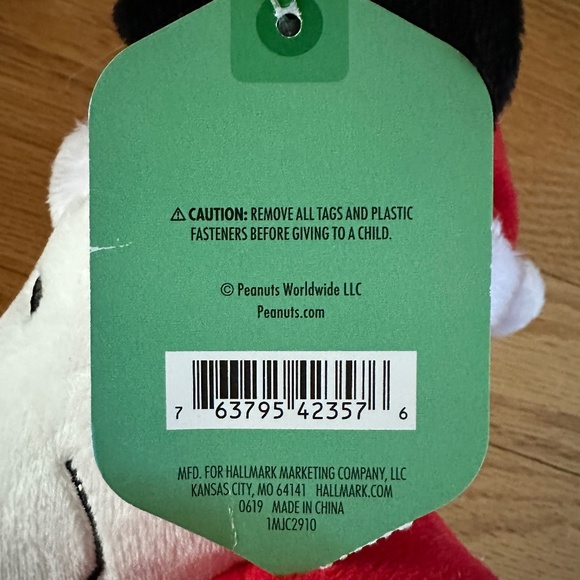 ⚠ CAUTION: REMOVE ALL TAGS AND PLASTIC
FASTENERS BEFORE GIVING TO A CHILD.
© Peanuts Worldwide LLC
Peanuts.com
7 63795 42357 6
MFD. FOR HALLMARK MARKETING COMPANY, LLC
KANSAS CITY, MO 64141 HALLMARK.COM
0619 MADE IN CHINA
1MJC2910